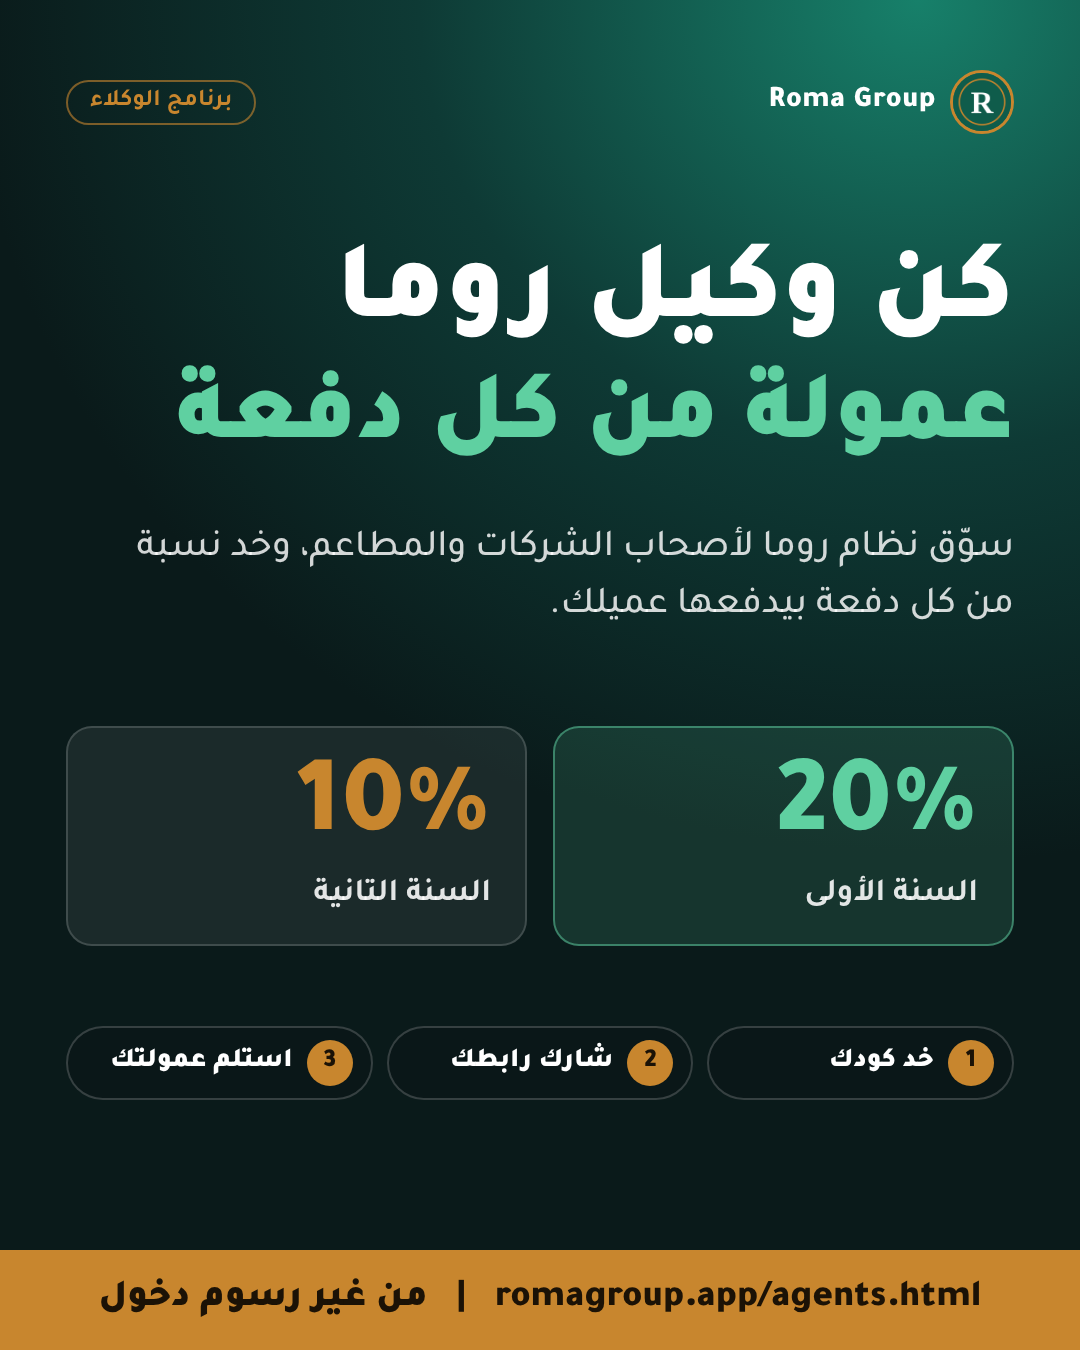 R
Roma Group
برنامج الوكلاء
كن وكيل روما
عمولة من كل دفعة
سوّق نظام روما لأصحاب الشركات والمطاعم، وخد نسبة
من كل دفعة بيدفعها عميلك.
20%
السنة الأولى
10%
السنة التانية
1 خد كودك
2 شارك رابطك
3 استلم عمولتك
romagroup.app/agents.html | من غير رسوم دخول